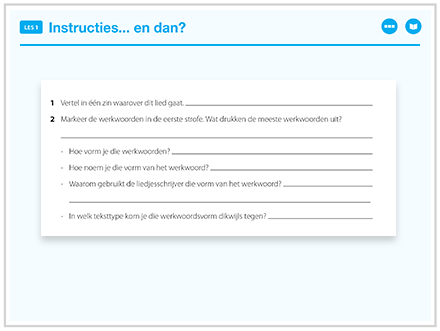 LES 1 Instructies... en dan?
1 Vertel in één zin waarover dit lied gaat.
2 Markeer de werkwoorden in de eerste strofe. Wat drukken de meeste werkwoorden uit?
- Hoe vorm je die werkwoorden?
- Hoe noem je die vorm van het werkwoord?
- Waarom gebruikt de liedjesschrijver die vorm van het werkwoord?
- In welk teksttype kom je die werkwoordsvorm dikwijls tegen?